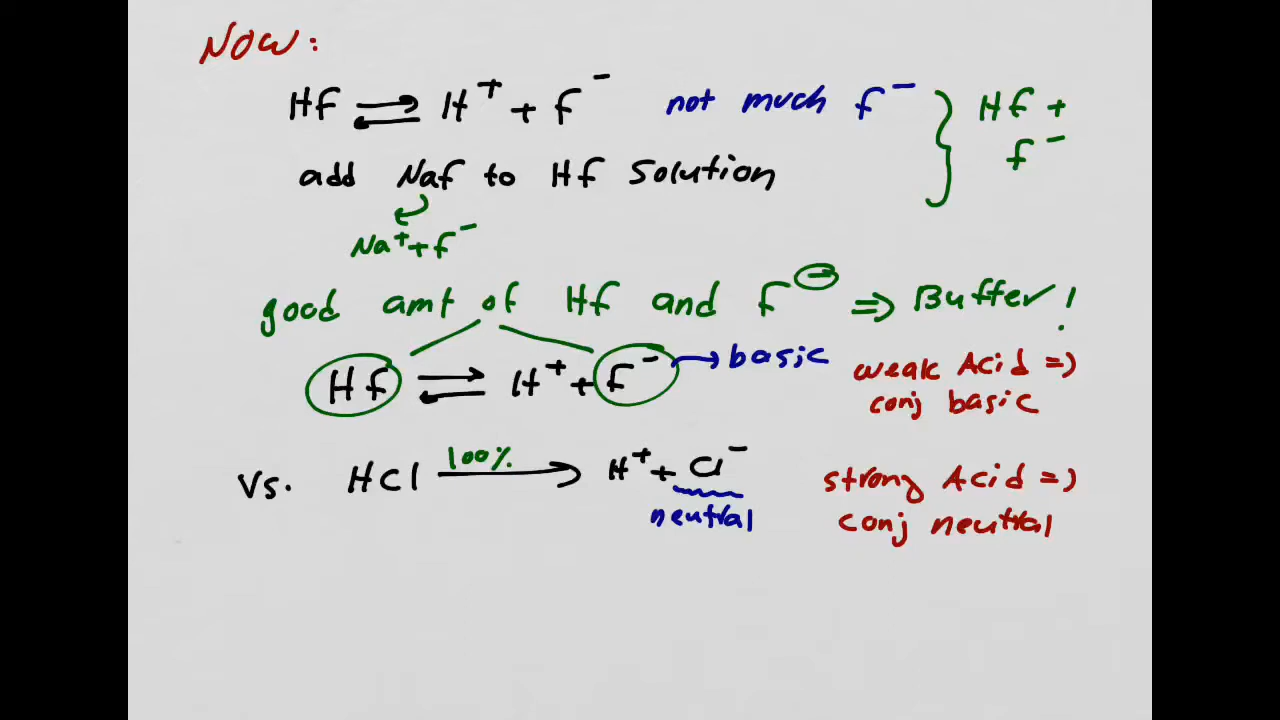 Now:
Hf ⇌ H⁺ + f⁻ not much f⁻ } Hf +
f⁻
add Naf to Hf Solution
Na⁺ + f⁻
good amt of Hf and f⁻ ⇒ Buffer!
Hf ⇌ H⁺ + f⁻ → basic
weak Acid ⇒
conj basic
Vs. HCl 100% → H⁺ + Cl⁻
neutral
strong Acid ⇒
conj neutral